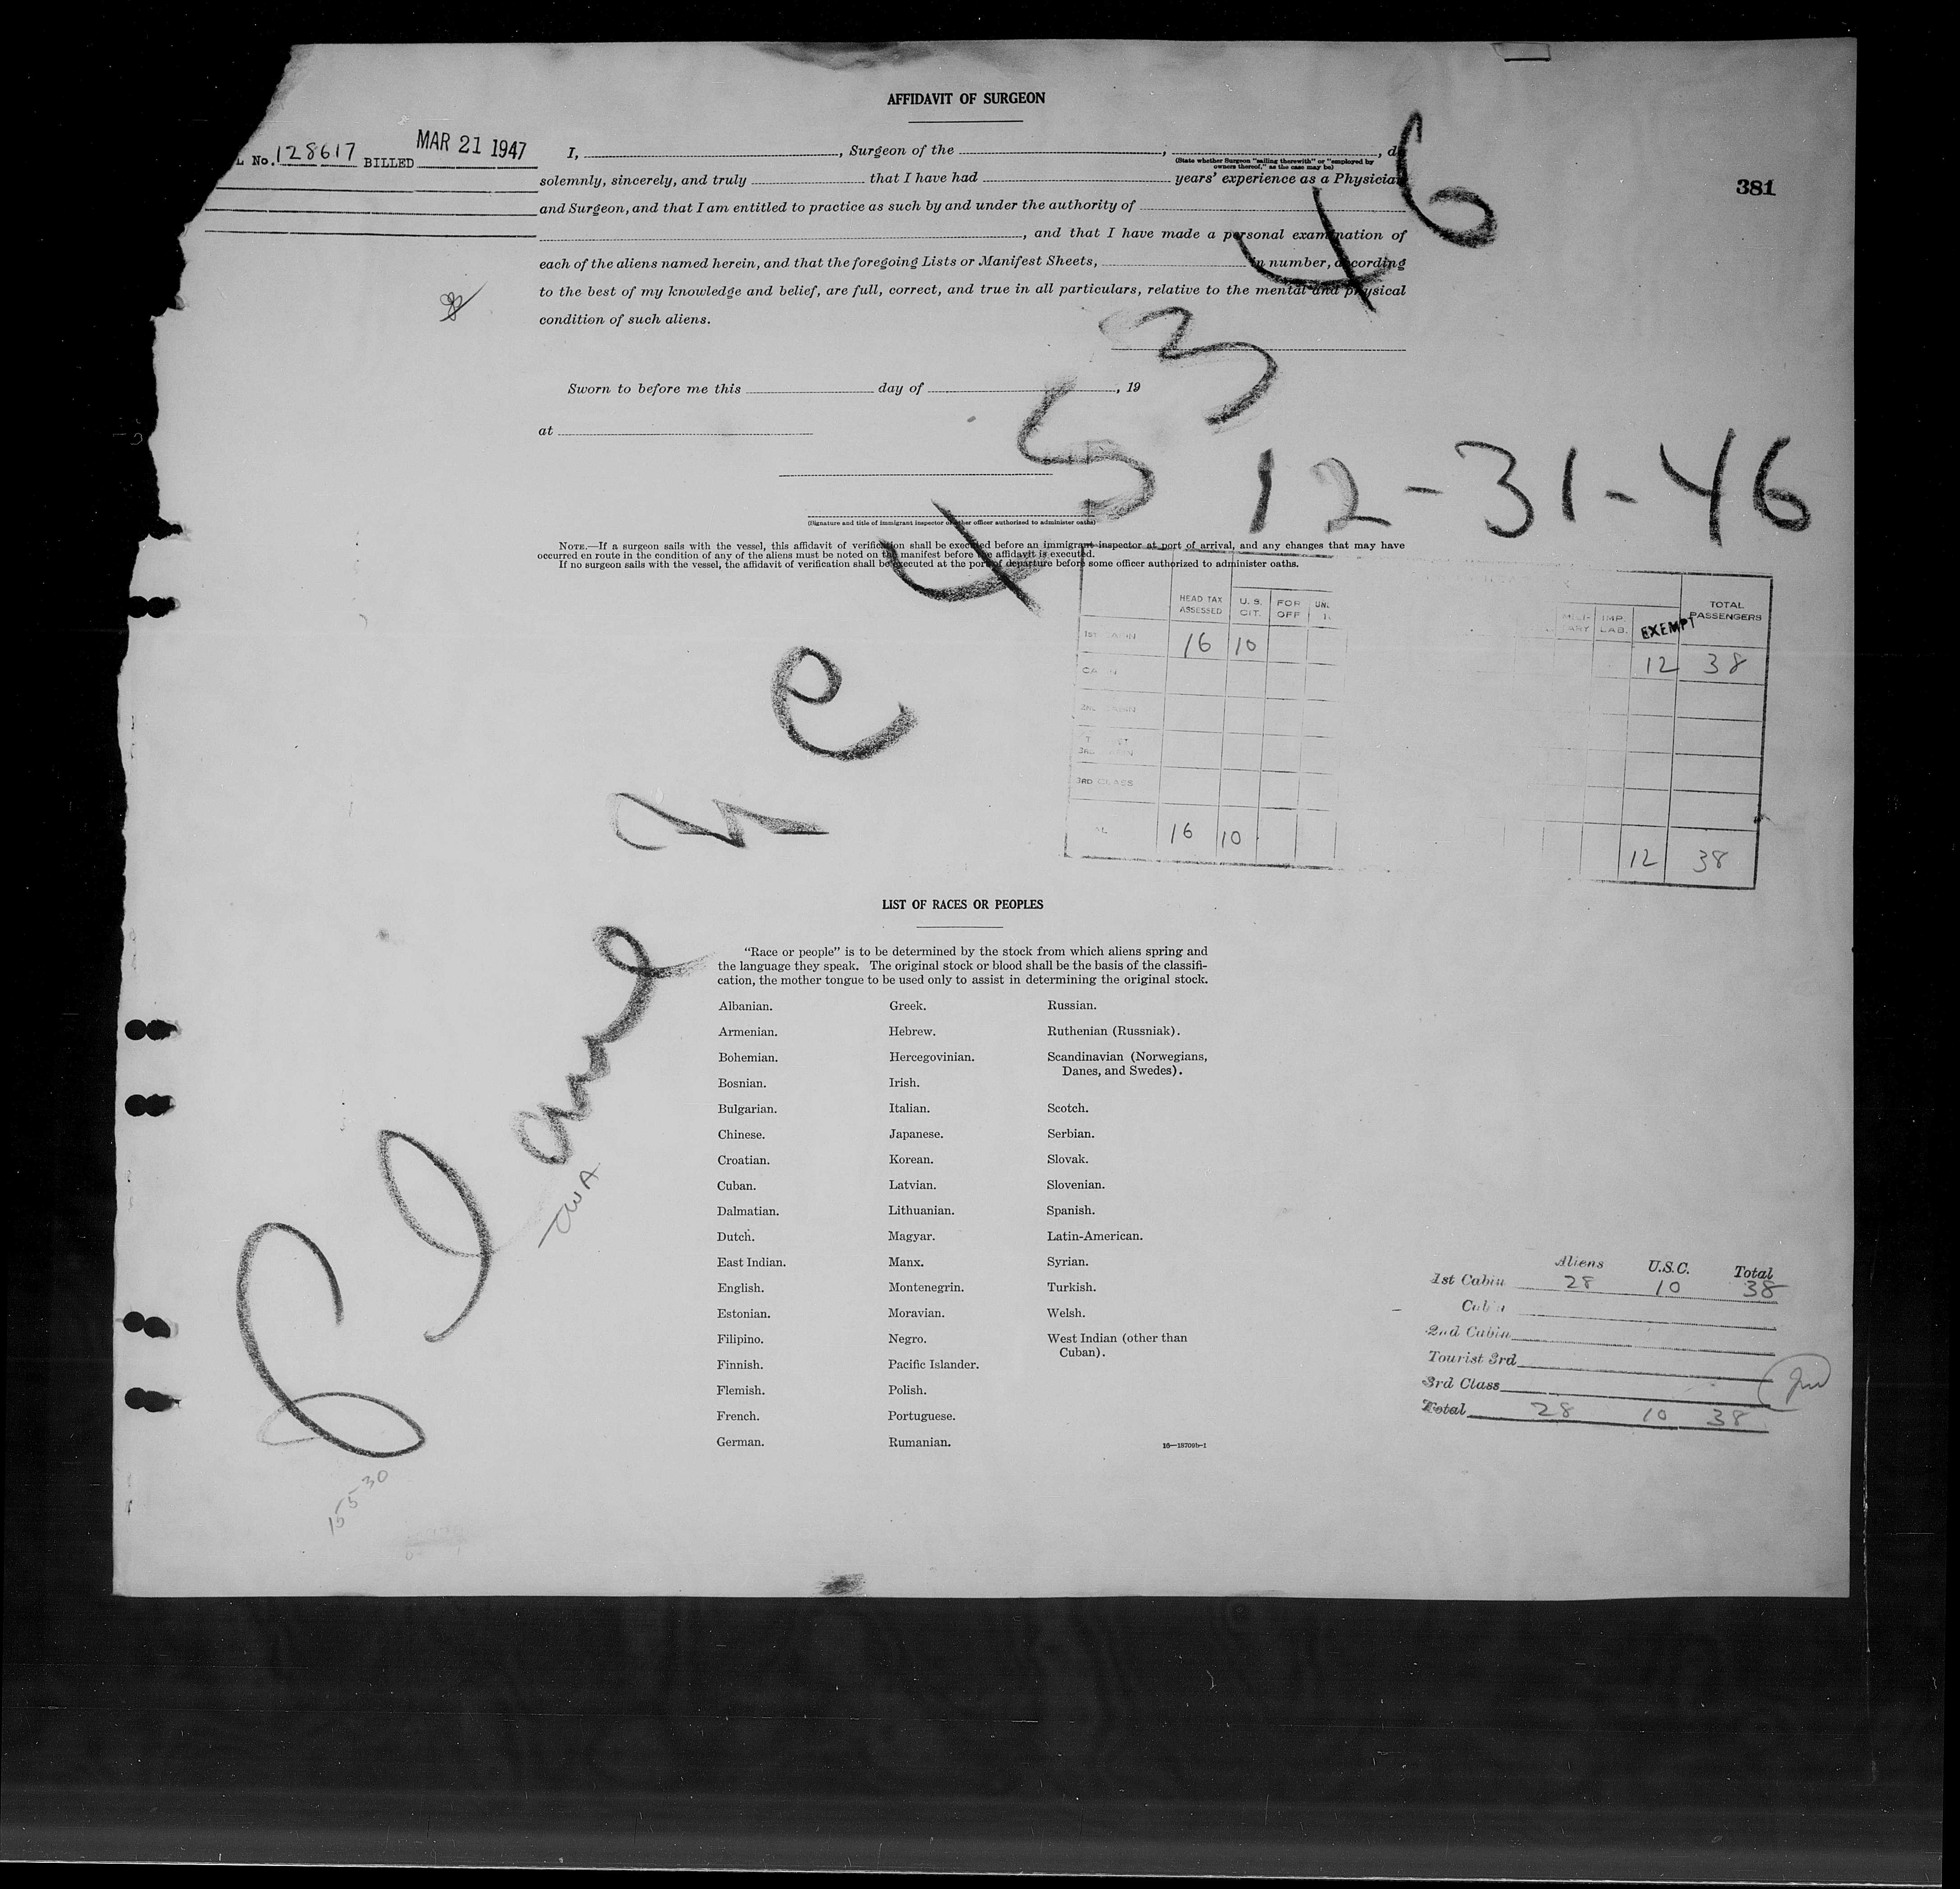 AFFIDAVIT OF SURGEON
L No. 128617 BILLED MAR 21 1947
381
I, , Surgeon of the , , d
(State whether Surgeon "sailing therewith" or "employed by
owners thereof," as the case may be)
solemnly, sincerely, and truly that I have had years' experience as a Physician
and Surgeon, and that I am entitled to practice as such by and under the authority of
, and that I have made a personal examination of
each of the aliens named herein, and that the foregoing Lists or Manifest Sheets, in number, according
to the best of my knowledge and belief, are full, correct, and true in all particulars, relative to the mental and physical
condition of such aliens.
Sworn to before me this day of , 19
at
(Signature and title of immigrant inspector or other officer authorized to administer oaths)
NOTE.—If a surgeon sails with the vessel, this affidavit of verification shall be executed before an immigrant inspector at port of arrival, and any changes that may have
occurred en route in the condition of any of the aliens must be noted on the manifest before the affidavit is executed.
If no surgeon sails with the vessel, the affidavit of verification shall be executed at the port of departure before some officer authorized to administer oaths.
Plane # 45346
12-31-46
TWA
15530
HEAD TAX ASSESSED U. S. CIT. FOR OFF MILI- ARY IMP. LAB. EXEMPT TOTAL PASSENGERS
16 10 12 38
3RD CLASS
16 10 12 38
LIST OF RACES OR PEOPLES
"Race or people" is to be determined by the stock from which aliens spring and
the language they speak. The original stock or blood shall be the basis of the classifi-
cation, the mother tongue to be used only to assist in determining the original stock.
Albanian. Greek. Russian.
Armenian. Hebrew. Ruthenian (Russniak).
Bohemian. Hercegovinian. Scandinavian (Norwegians,
Danes, and Swedes).
Bosnian. Irish.
Bulgarian. Italian. Scotch.
Chinese. Japanese. Serbian.
Croatian. Korean. Slovak.
Cuban. Latvian. Slovenian.
Dalmatian. Lithuanian. Spanish.
Dutch. Magyar. Latin-American.
East Indian. Manx. Syrian.
English. Montenegrin. Turkish.
Estonian. Moravian. Welsh.
Filipino. Negro. West Indian (other than
Cuban).
Finnish. Pacific Islander.
Flemish. Polish.
French. Portuguese.
German. Rumanian.
16—18709b-1
Aliens U.S.C. Total
1st Cabin 28 10 38
Cabin
2nd Cabin
Tourist 3rd
3rd Class
Total 28 10 38